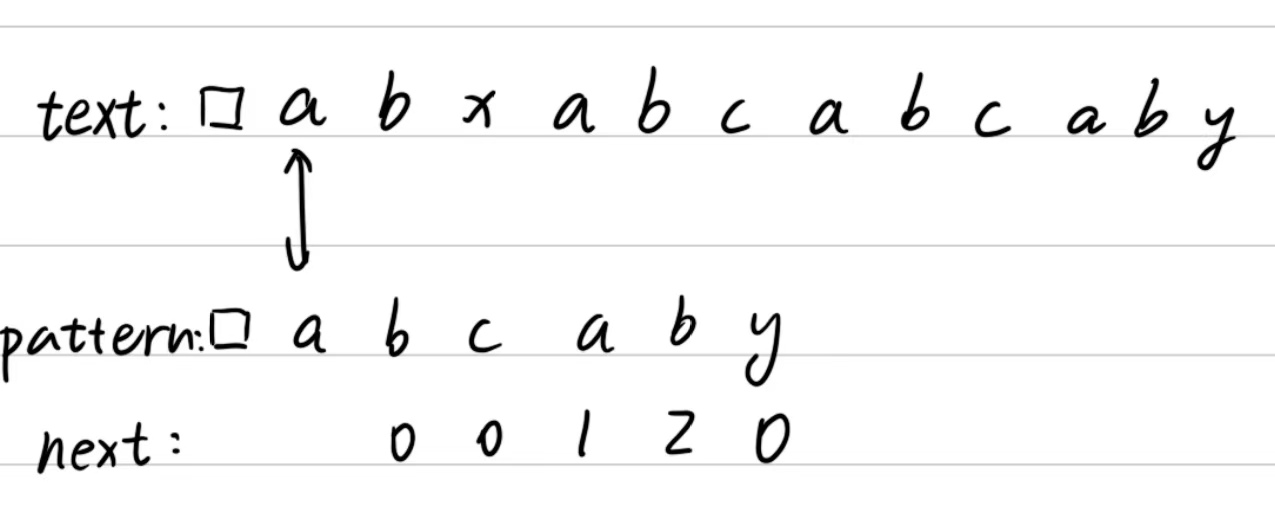 text: □ a b x a b c a b c a b y
pattern: □ a b c a b y
next: 0 0 1 2 0